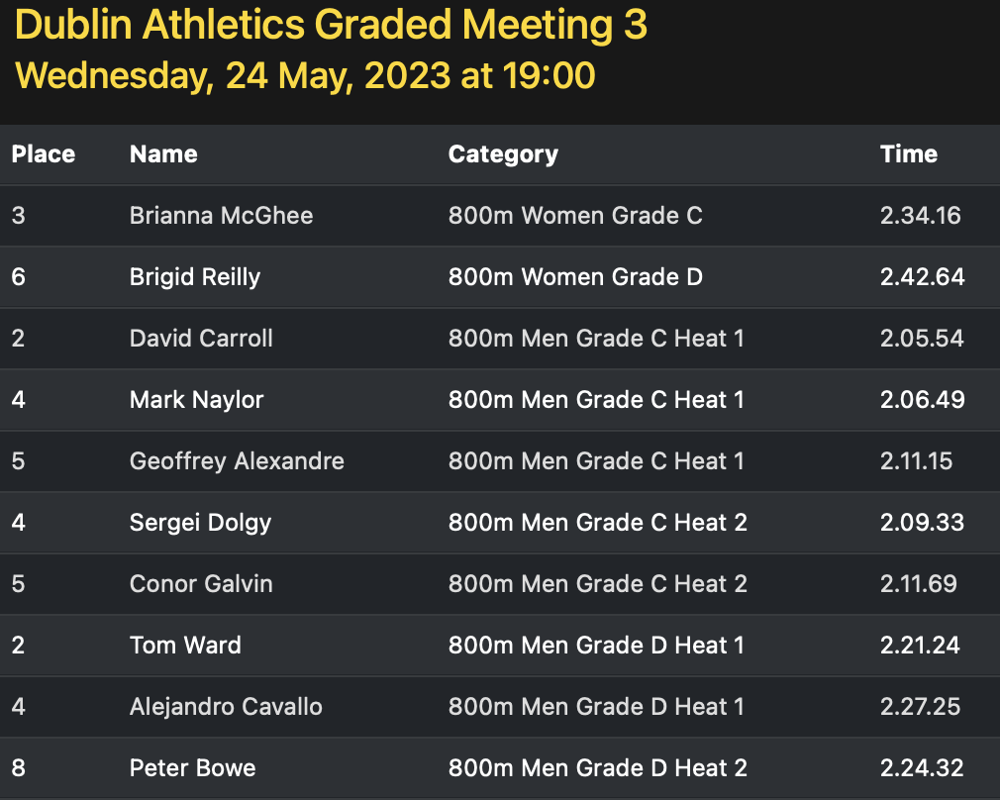 Dublin Athletics Graded Meeting 3
Wednesday, 24 May, 2023 at 19:00
Place Name Category Time
3 Brianna McGhee 800m Women Grade C 2.34.16
6 Brigid Reilly 800m Women Grade D 2.42.64
2 David Carroll 800m Men Grade C Heat 1 2.05.54
4 Mark Naylor 800m Men Grade C Heat 1 2.06.49
5 Geoffrey Alexandre 800m Men Grade C Heat 1 2.11.15
4 Sergei Dolgy 800m Men Grade C Heat 2 2.09.33
5 Conor Galvin 800m Men Grade C Heat 2 2.11.69
2 Tom Ward 800m Men Grade D Heat 1 2.21.24
4 Alejandro Cavallo 800m Men Grade D Heat 1 2.27.25
8 Peter Bowe 800m Men Grade D Heat 2 2.24.32